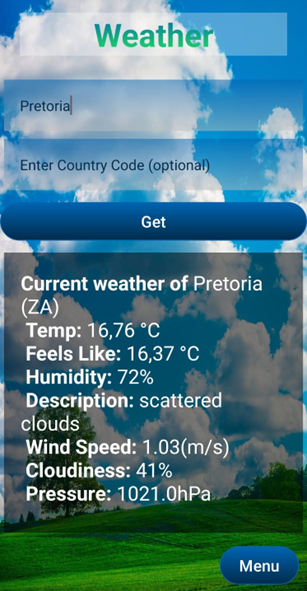 Weather
Pretoria
Enter Country Code (optional)
Get
Current weather of Pretoria
(ZA)
Temp: 16,76 °C
Feels Like: 16,37 °C
Humidity: 72%
Description: scattered
clouds
Wind Speed: 1.03(m/s)
Cloudiness: 41%
Pressure: 1021.0hPa
Menu